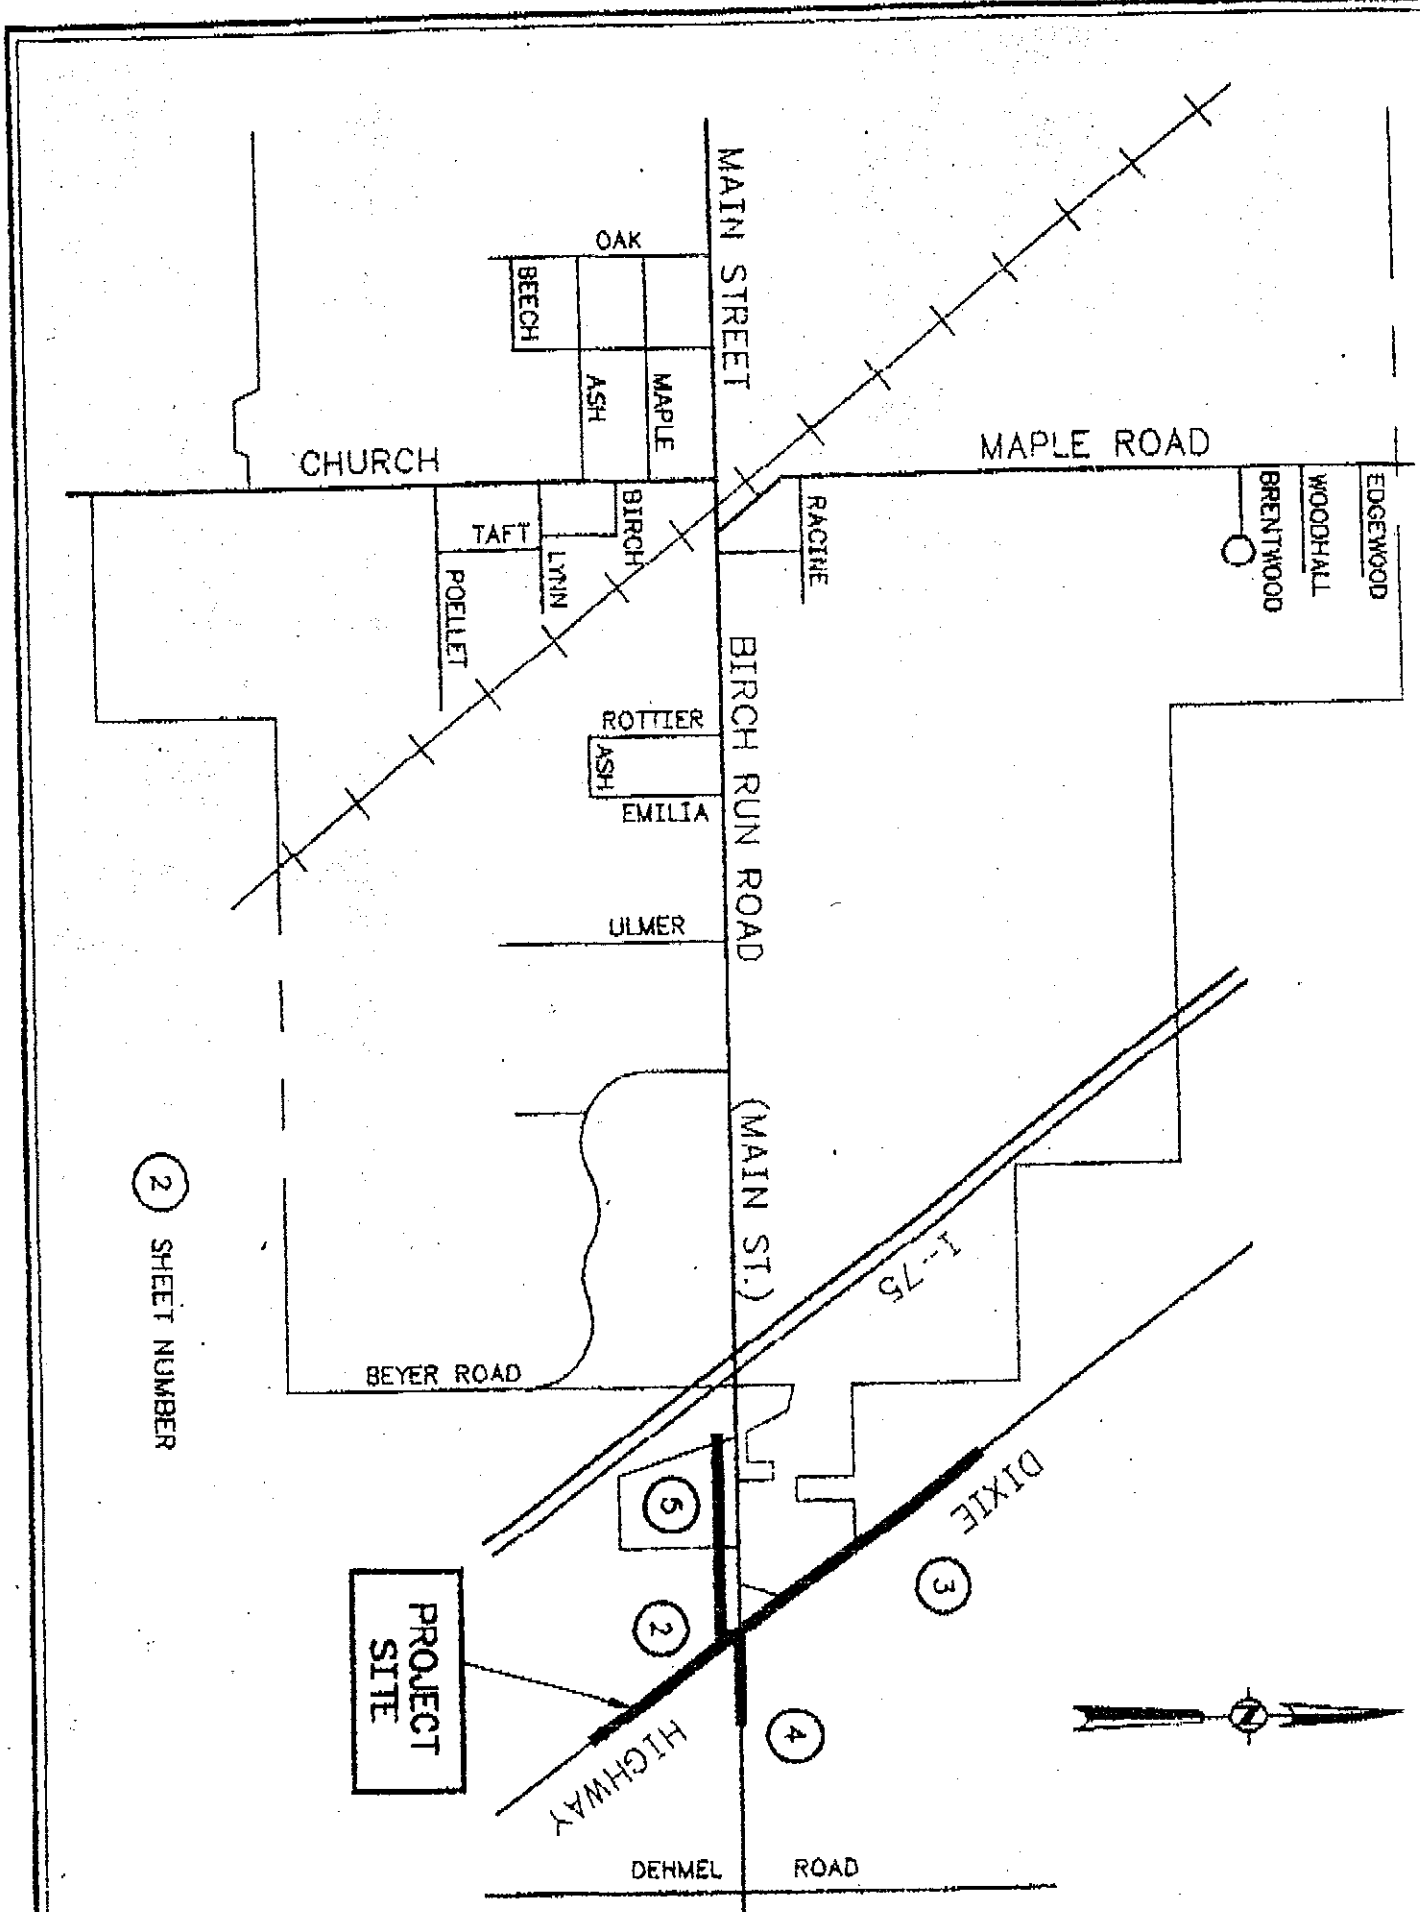 MAIN STREET
OAK
BEECH
ASH
MAPLE
CHURCH
MAPLE ROAD
EDGEWOOD
WOODHALL
BRENTWOOD
RACINE
BIRCH
TAFT
LYNN
POELLET
BIRCH RUN ROAD
ROTTIER
ASH
EMILIA
ULMER
(MAIN ST.)
I-75
BEYER ROAD
2 SHEET NUMBER
DIXIE
5
3
2
4
PROJECT
SITE
HIGHWAY
N
DEHMEL ROAD